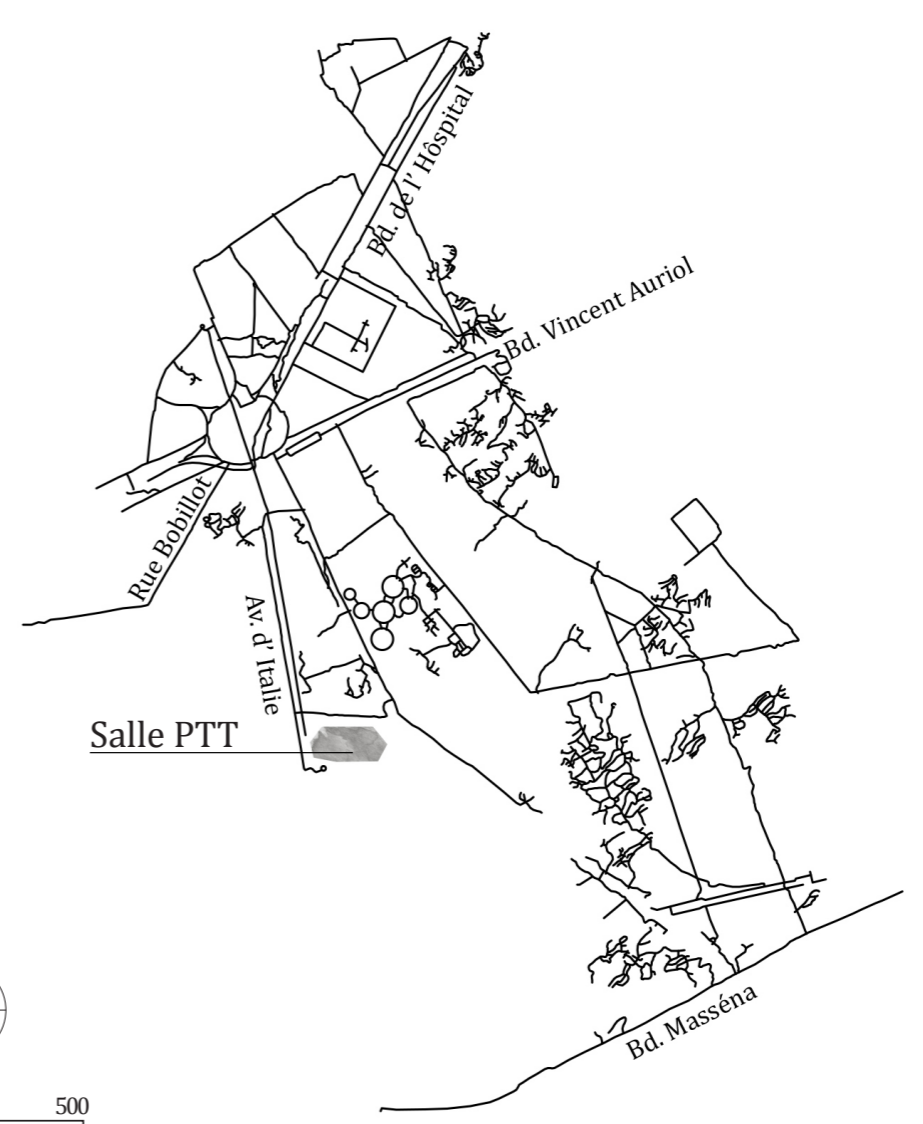 Bd. de l' Hôspital
Bd. Vincent Auriol
Rue Bobillot
Av. d' Italie
Salle PTT
Bd. Masséna
500